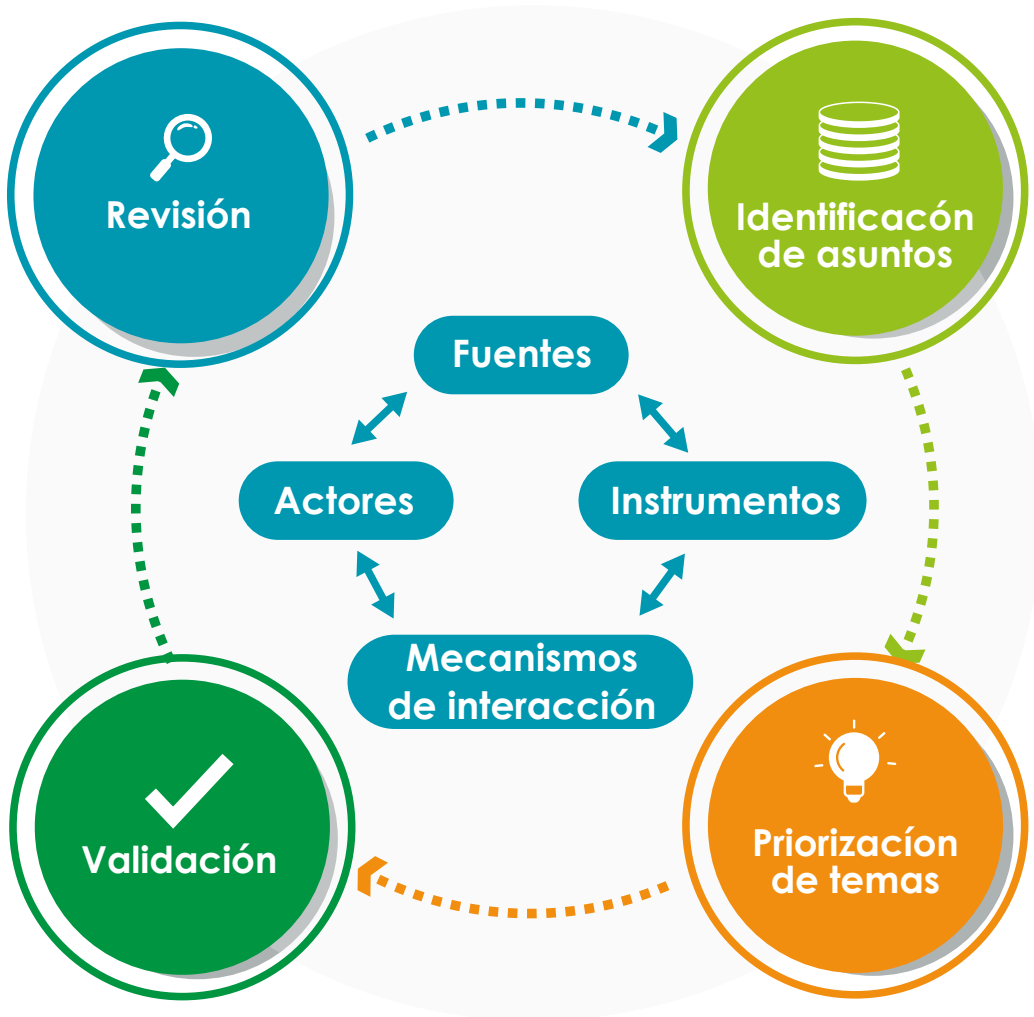 Revisión
Identificacón
de asuntos
Fuentes
Actores
Instrumentos
Mecanismos
de interacción
Validación
Priorizacíon
de temas